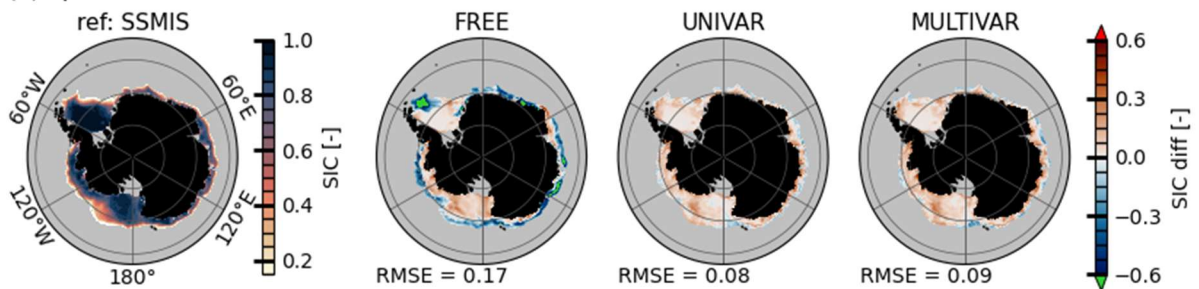 ref: SSMIS
FREE
UNIVAR
MULTIVAR
60°W
60°E
120°W
120°E
180°
1.0
0.8
0.6
0.4
0.2
SIC [-]
RMSE = 0.17
RMSE = 0.08
RMSE = 0.09
0.6
0.3
0.0
−0.3
−0.6
SIC diff [-]